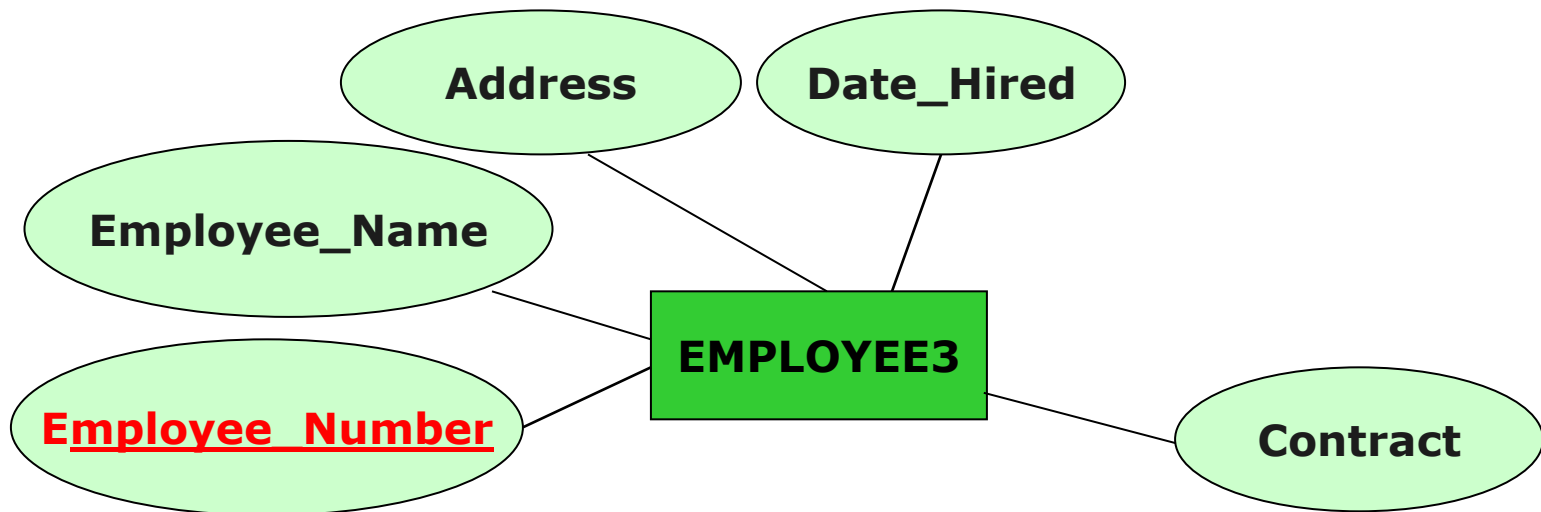 Address
Date_Hired
Employee_Name
EMPLOYEE3
Employee_Number
Contract